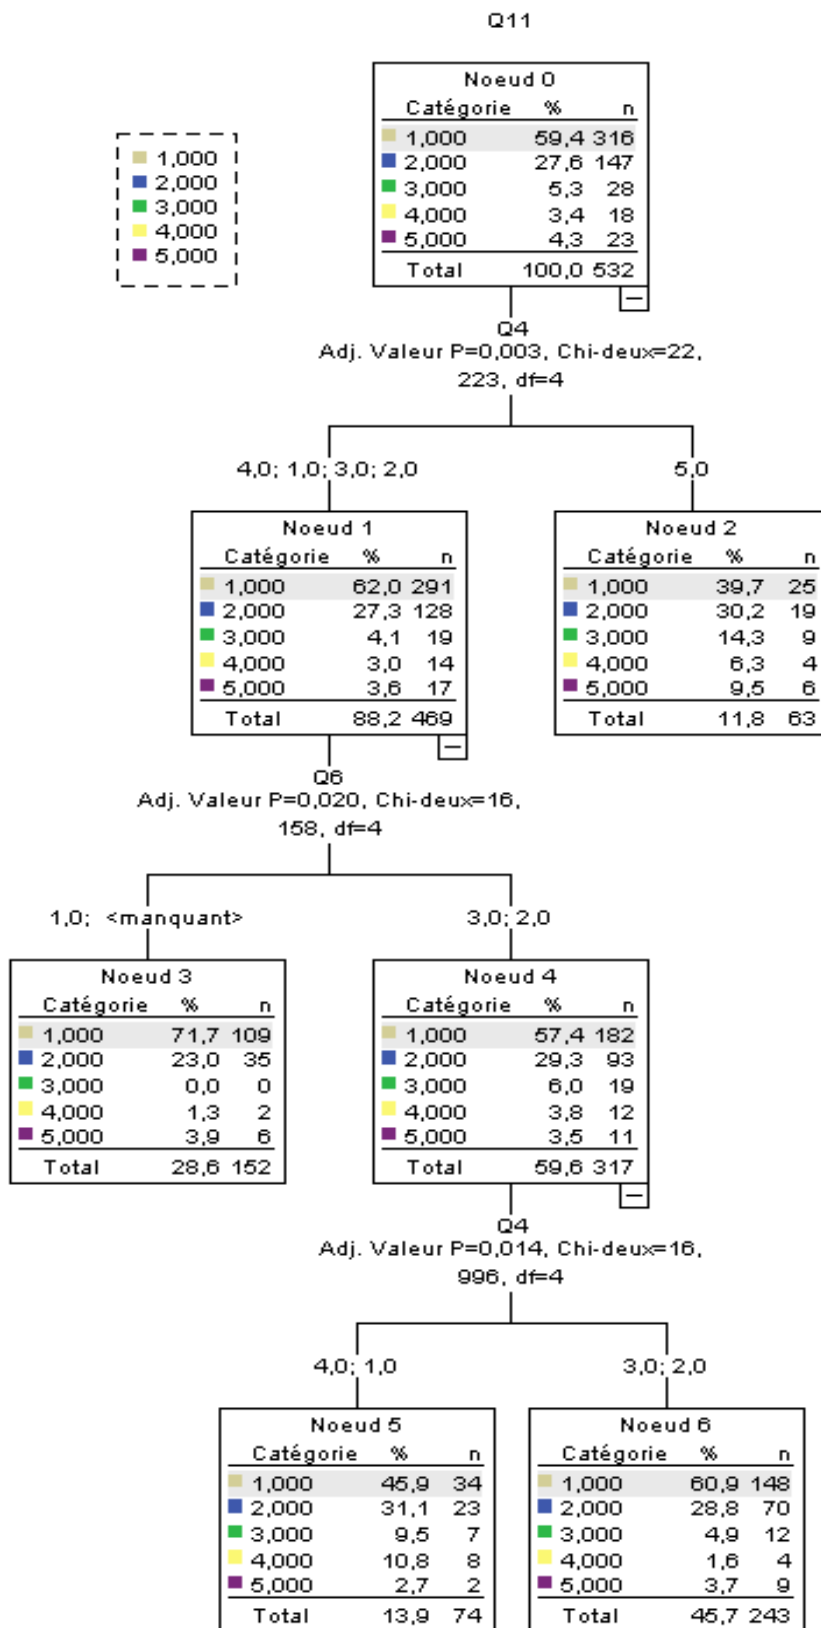 Q11
1,000
2,000
3,000
4,000
5,000
Noeud 0
Catégorie % n
1,000 59,4 316
2,000 27,6 147
3,000 5,3 28
4,000 3,4 18
5,000 4,3 23
Total 100,0 532
Q4
Adj. Valeur P=0,003, Chi-deux=22,
223, df=4
4,0; 1,0; 3,0; 2,0
5,0
Noeud 1
Catégorie % n
1,000 62,0 291
2,000 27,3 128
3,000 4,1 19
4,000 3,0 14
5,000 3,6 17
Total 88,2 469
Noeud 2
Catégorie % n
1,000 39,7 25
2,000 30,2 19
3,000 14,3 9
4,000 6,3 4
5,000 9,5 6
Total 11,8 63
Q6
Adj. Valeur P=0,020, Chi-deux=16,
158, df=4
1,0; <manquant>
3,0; 2,0
Noeud 3
Catégorie % n
1,000 71,7 109
2,000 23,0 35
3,000 0,0 0
4,000 1,3 2
5,000 3,9 6
Total 28,6 152
Noeud 4
Catégorie % n
1,000 57,4 182
2,000 29,3 93
3,000 6,0 19
4,000 3,8 12
5,000 3,5 11
Total 59,6 317
Q4
Adj. Valeur P=0,014, Chi-deux=16,
996, df=4
4,0; 1,0
3,0; 2,0
Noeud 5
Catégorie % n
1,000 45,9 34
2,000 31,1 23
3,000 9,5 7
4,000 10,8 8
5,000 2,7 2
Total 13,9 74
Noeud 6
Catégorie % n
1,000 60,9 148
2,000 28,8 70
3,000 4,9 12
4,000 1,6 4
5,000 3,7 9
Total 45,7 243